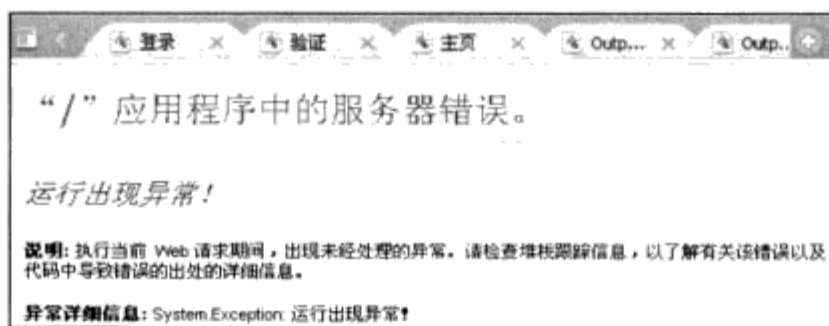 登录 验证 主页 Outp... Outp..
“/”应用程序中的服务器错误。
运行出现异常!
说明: 执行当前 Web 请求期间，出现未经处理的异常。请检查堆栈跟踪信息，以了解有关该错误以及
代码中导致错误的出处的详细信息。
异常详细信息: System.Exception: 运行出现异常!